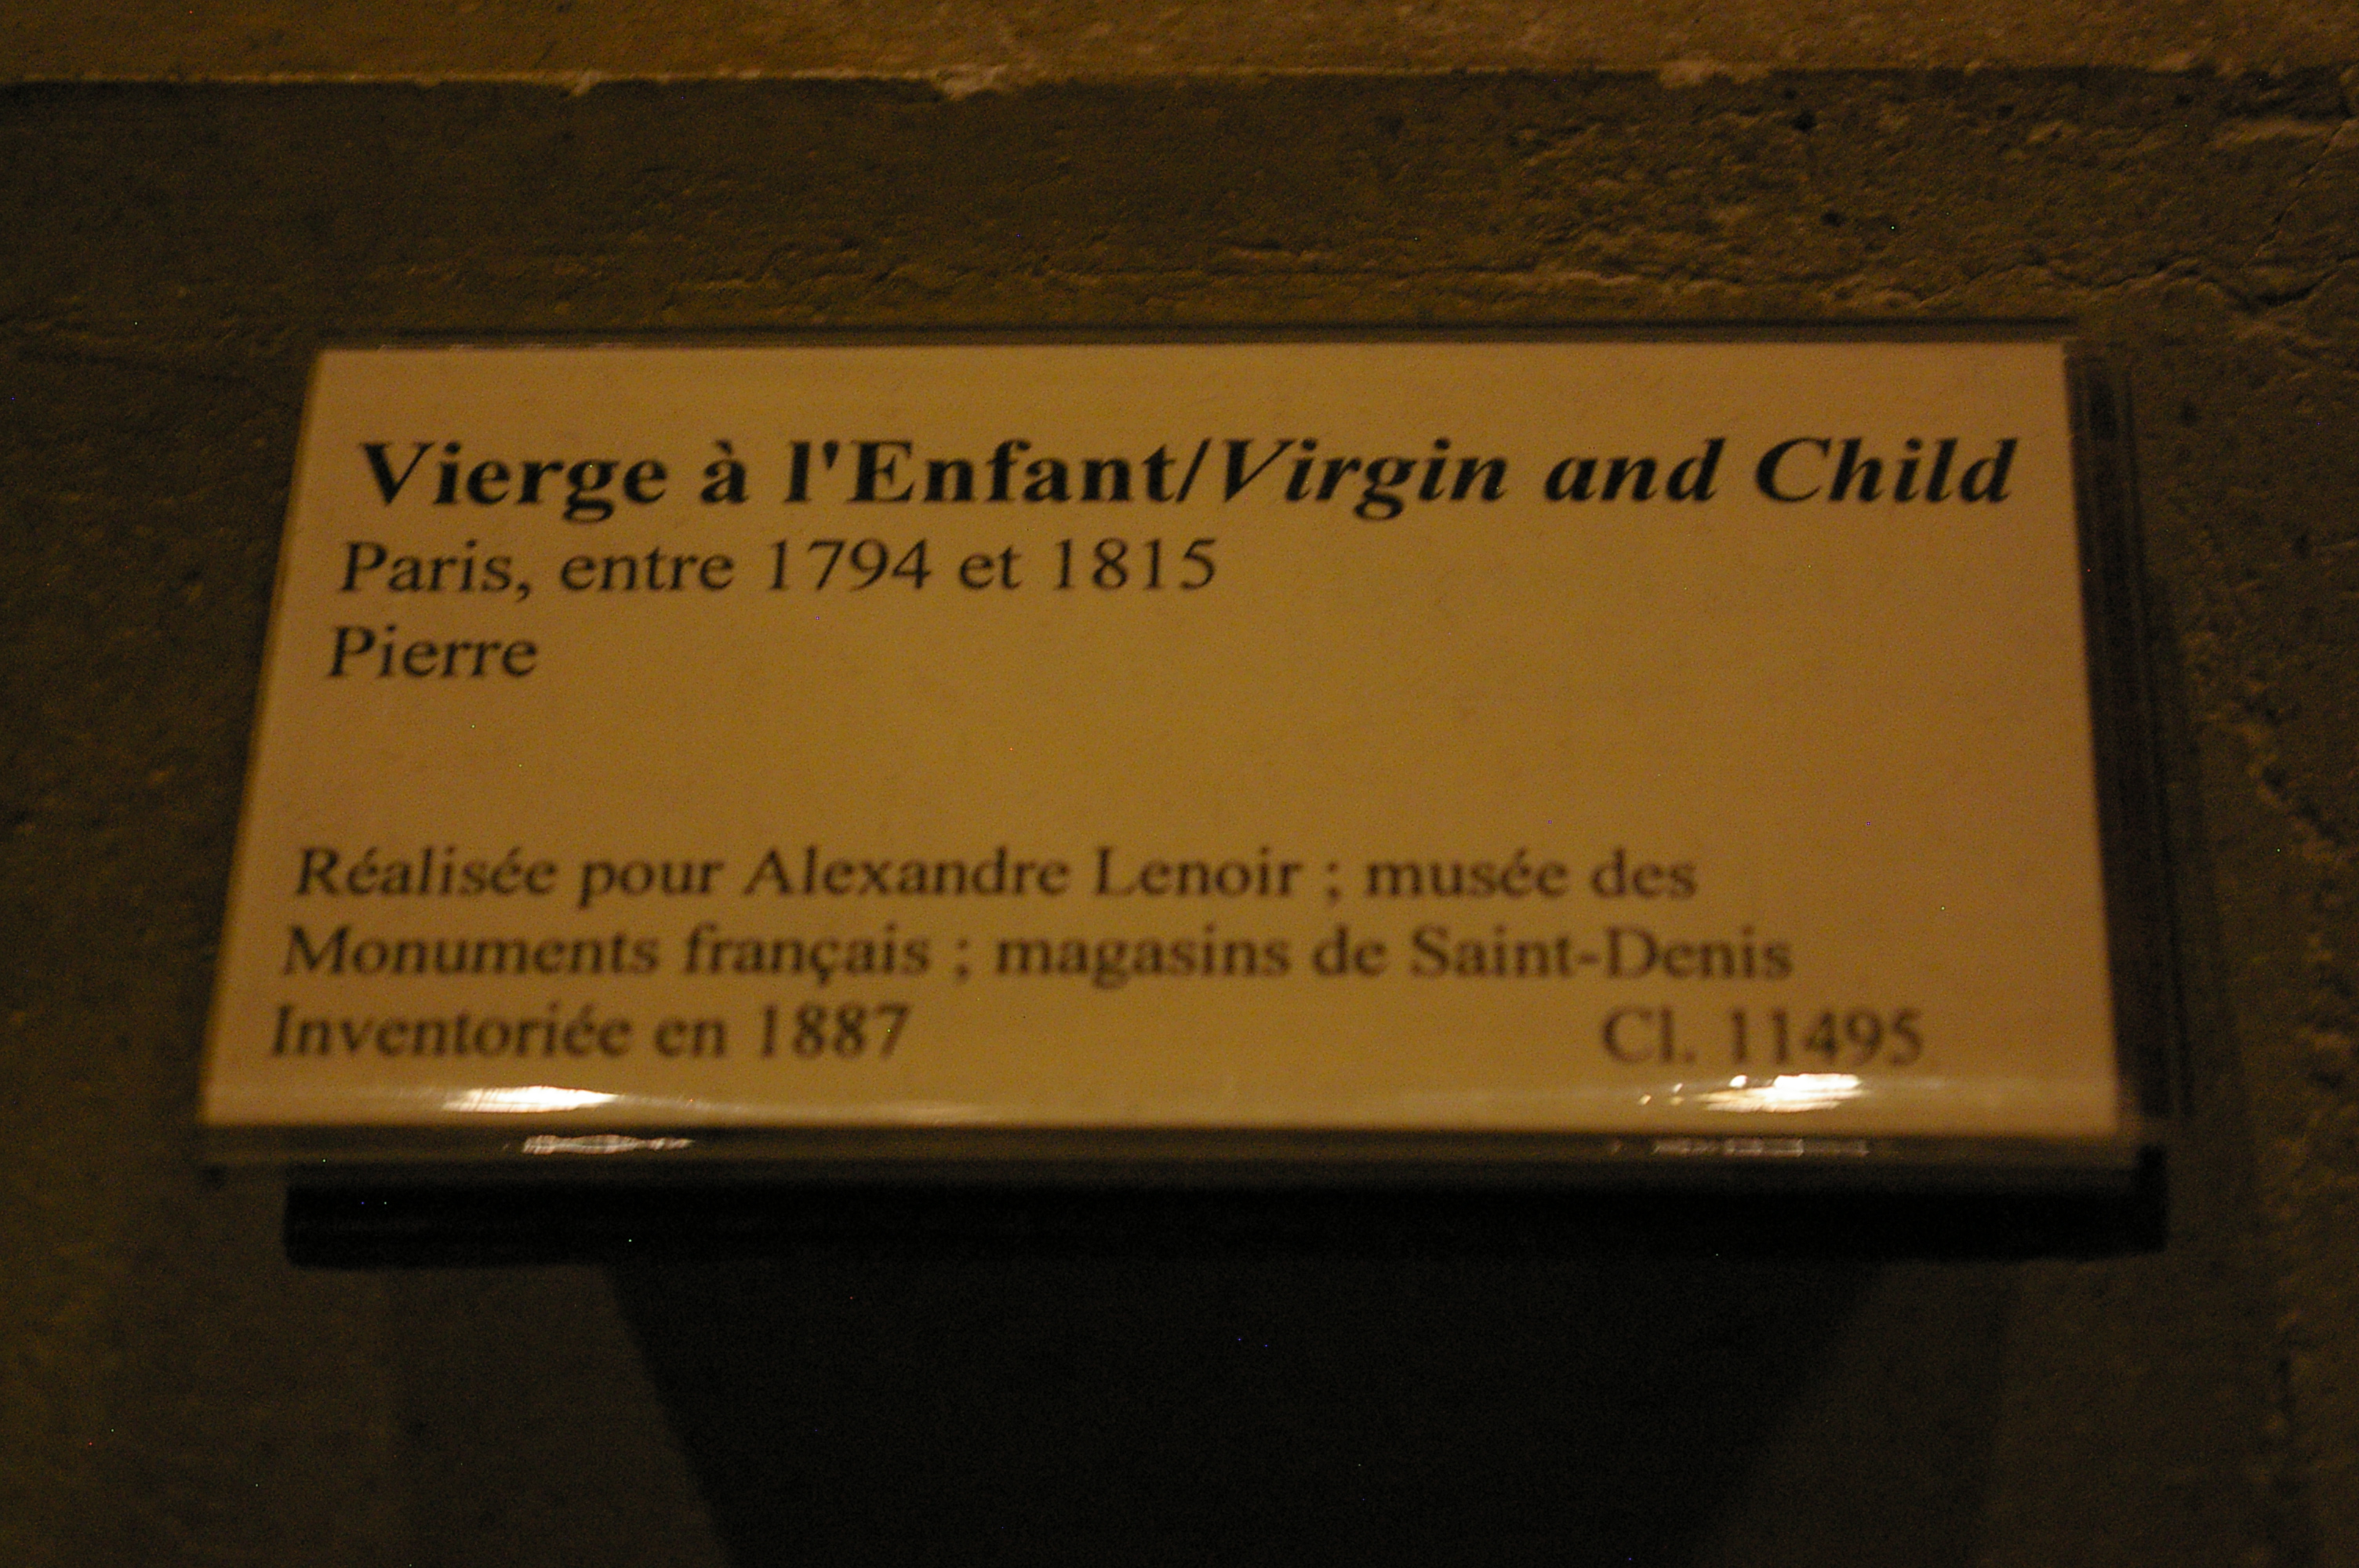 Vierge à l'Enfant/Virgin and Child
Paris, entre 1794 et 1815
Pierre
Réalisée pour Alexandre Lenoir ; musée des
Monuments français ; magasins de Saint-Denis
Inventoriée en 1887 Cl. 11495